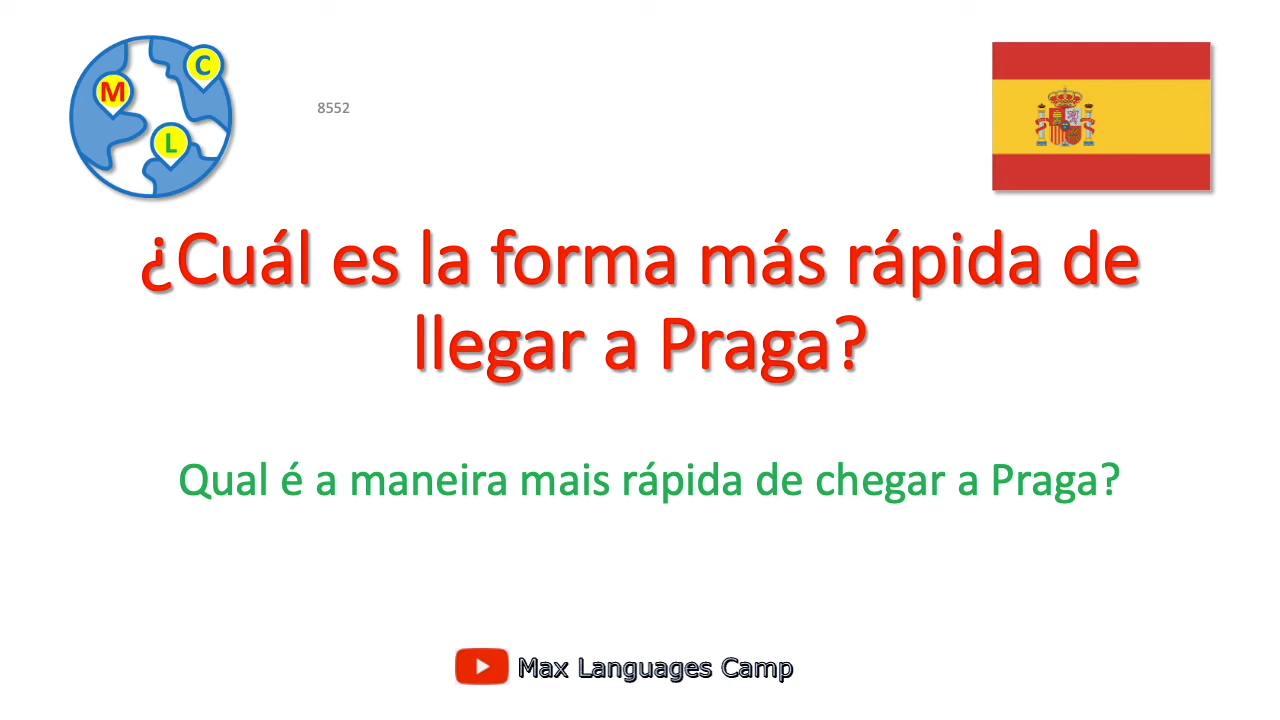 C
M
L
8552
¿Cuál es la forma más rápida de
llegar a Praga?
Qual é a maneira mais rápida de chegar a Praga?
Max Languages Camp